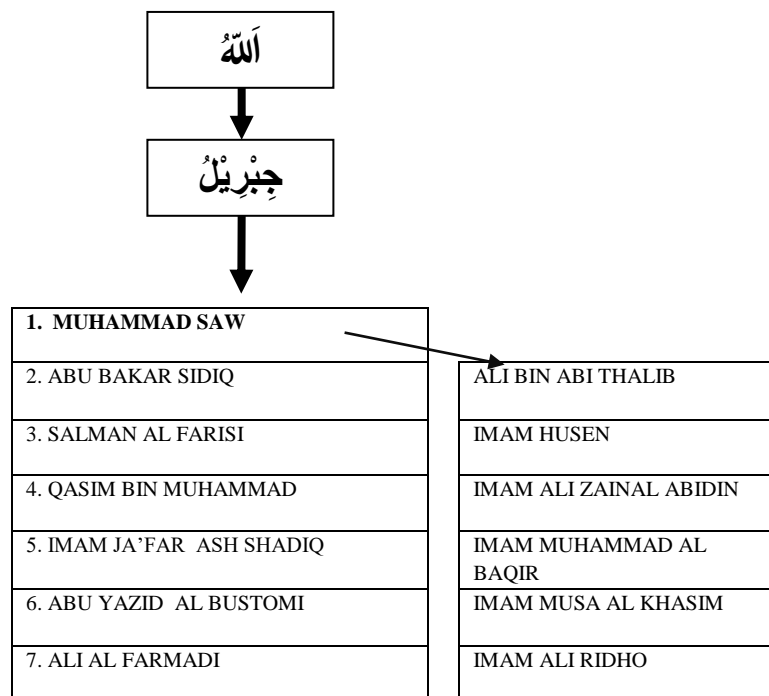 اَللّٰهُ
جِبْرِيْلُ
1. MUHAMMAD SAW
2. ABU BAKAR SIDIQ
ALI BIN ABI THALIB
3. SALMAN AL FARISI
IMAM HUSEN
4. QASIM BIN MUHAMMAD
IMAM ALI ZAINAL ABIDIN
5. IMAM JA’FAR ASH SHADIQ
IMAM MUHAMMAD AL
BAQIR
6. ABU YAZID AL BUSTOMI
IMAM MUSA AL KHASIM
7. ALI AL FARMADI
IMAM ALI RIDHO